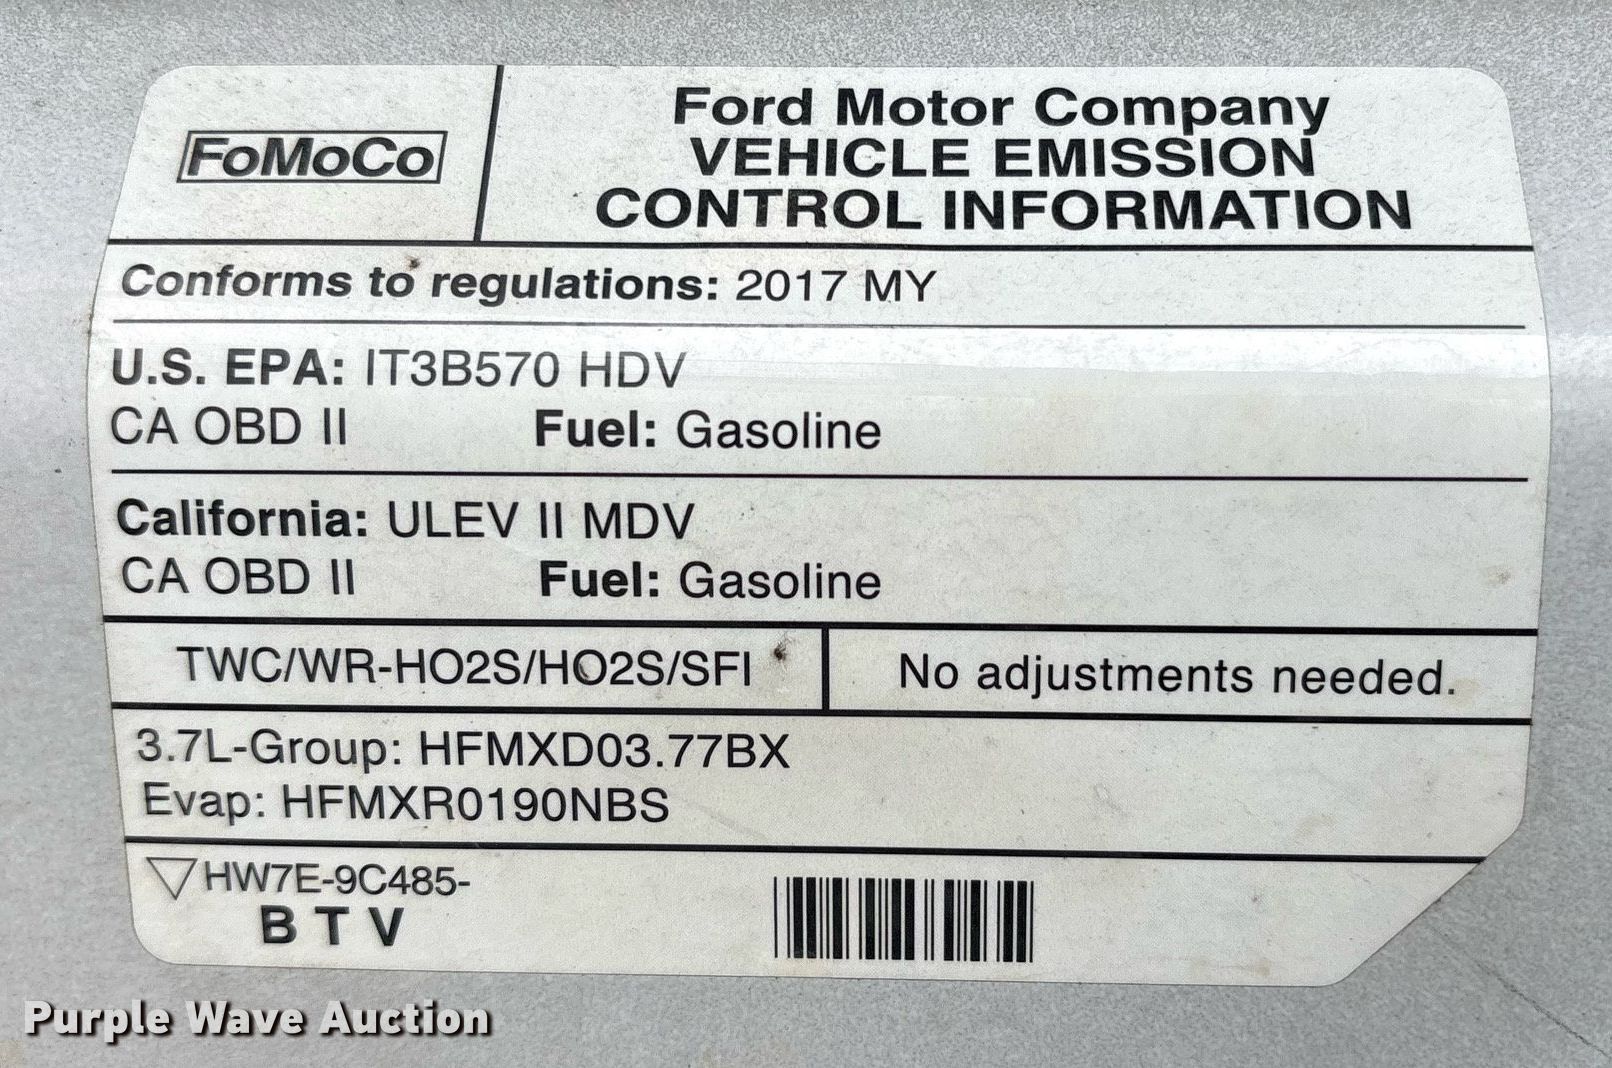 FoMoCo
Ford Motor Company
VEHICLE EMISSION
CONTROL INFORMATION
Conforms to regulations: 2017 MY
U.S. EPA: IT3B570 HDV
CA OBD II Fuel: Gasoline
California: ULEV II MDV
CA OBD II Fuel: Gasoline
TWC/WR-HO2S/HO2S/SFI
No adjustments needed.
3.7L-Group: HFMXD03.77BX
Evap: HFMXR0190NBS
HW7E-9C485-
B T V
Purple Wave Auction